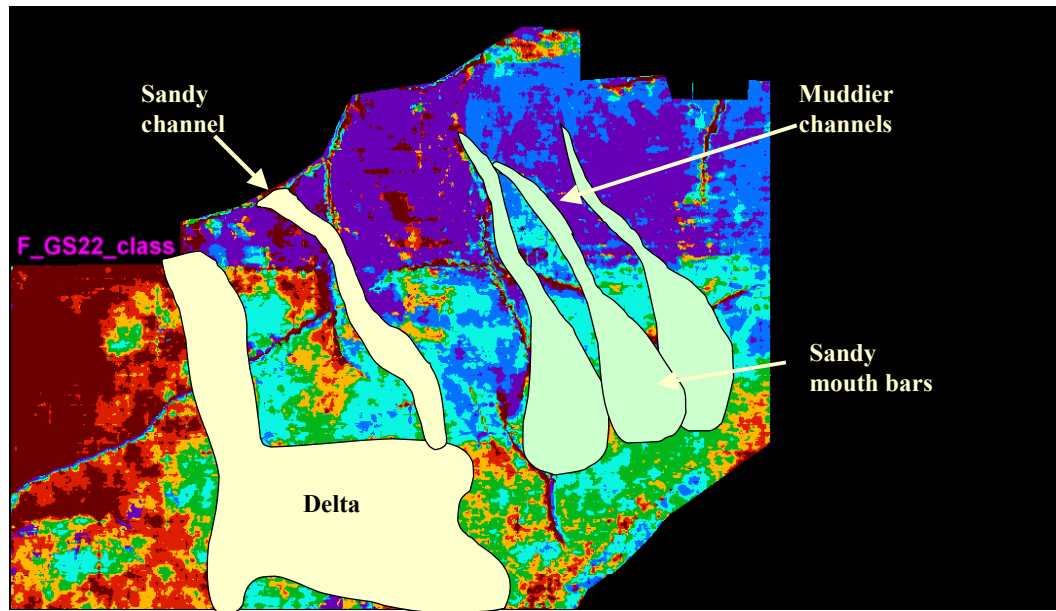 Sandy
channel
Muddier
channels
F_GS22_class
Sandy
mouth bars
Delta